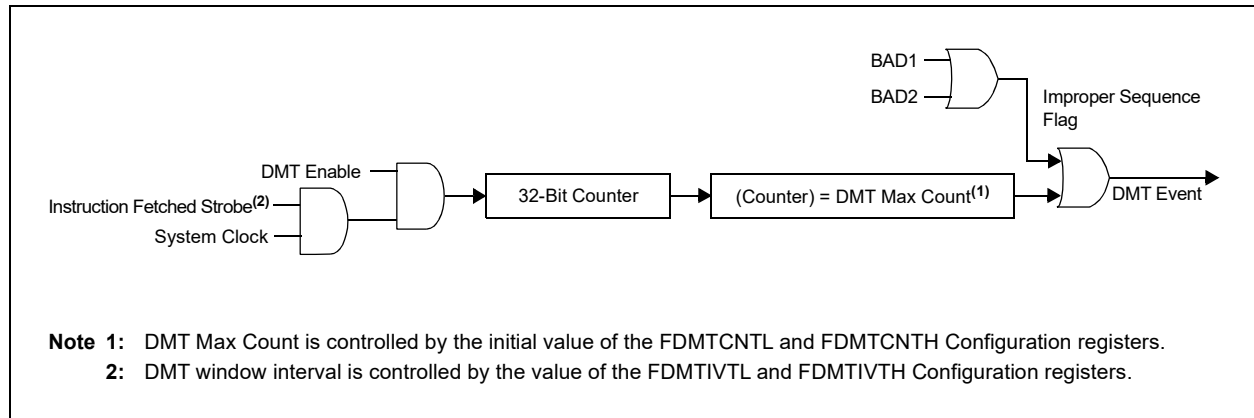 BAD1
BAD2
Improper Sequence
Flag
DMT Enable
Instruction Fetched Strobe(2)
System Clock
32-Bit Counter
(Counter) = DMT Max Count(1)
DMT Event
Note 1: DMT Max Count is controlled by the initial value of the FDMTCNTL and FDMTCNTH Configuration registers.
2: DMT window interval is controlled by the value of the FDMTIVTL and FDMTIVTH Configuration registers.